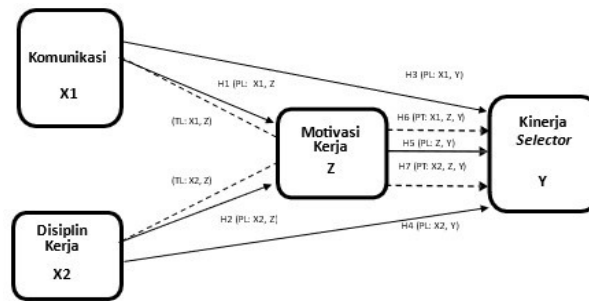 Komunikasi
X1
H3 (PL: X1, Y)
H1 (PL: X1, Z
(TL: X1, Z)
Motivasi
Kerja
Z
H6 (PT: X1, Z, Y)
H5 (PL: Z, Y)
H7 (PT: X2, Z, Y)
Kinerja
Selector
Y
(TL: X2, Z)
H2 (PL: X2, Z)
H4 (PL: X2, Y)
Disiplin
Kerja
X2